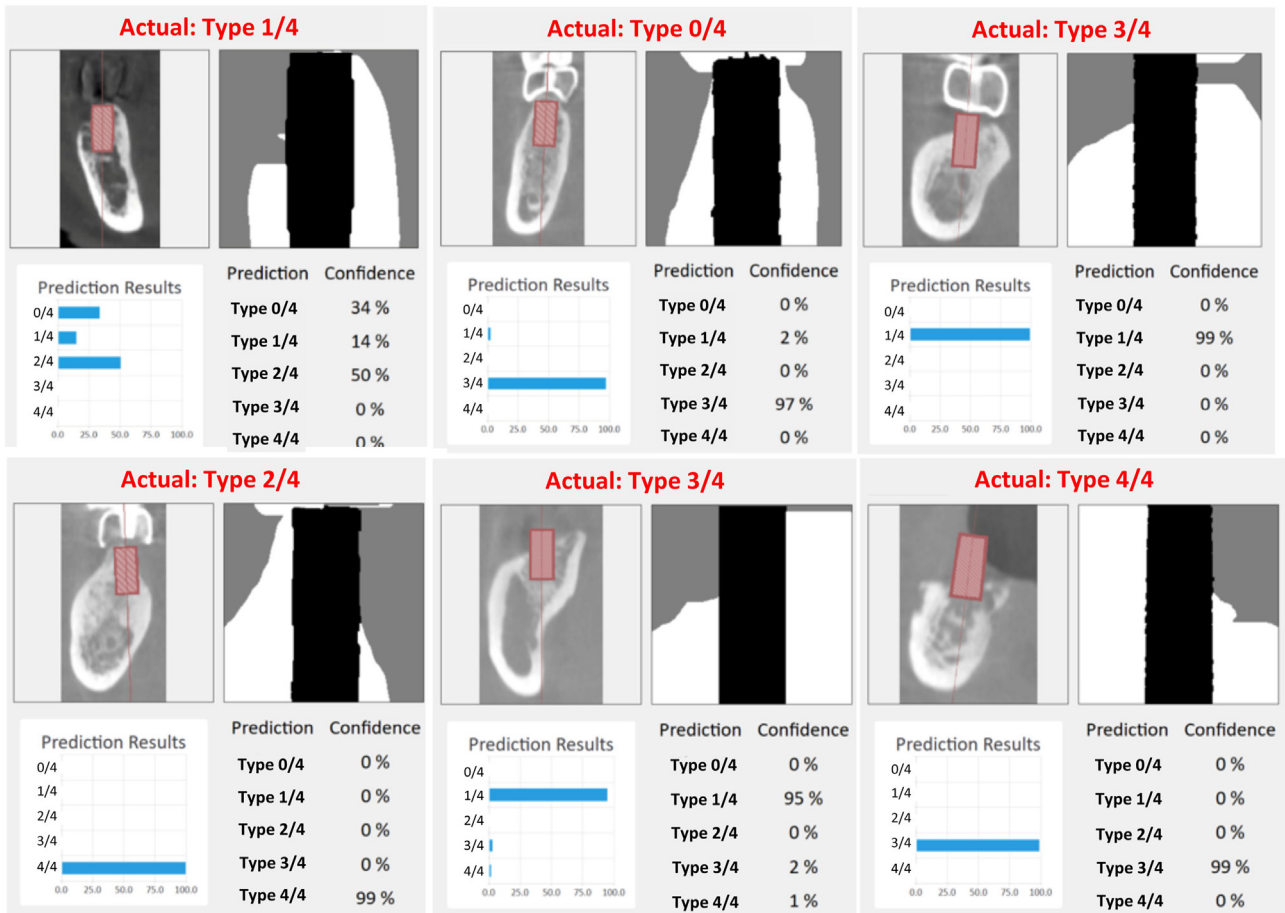 Actual: Type 1/4
Prediction Results
0/4
1/4
2/4
3/4
4/4
0.0 25.0 50.0 75.0 100.0
Prediction Confidence
Type 0/4 34 %
Type 1/4 14 %
Type 2/4 50 %
Type 3/4 0 %
Type 4/4 0 %
Actual: Type 0/4
Prediction Results
0/4
1/4
2/4
3/4
4/4
0.0 25.0 50.0 75.0 100.0
Prediction Confidence
Type 0/4 0 %
Type 1/4 2 %
Type 2/4 0 %
Type 3/4 97 %
Type 4/4 0 %
Actual: Type 3/4
Prediction Results
0/4
1/4
2/4
3/4
4/4
0.0 25.0 50.0 75.0 100.0
Prediction Confidence
Type 0/4 0 %
Type 1/4 99 %
Type 2/4 0 %
Type 3/4 0 %
Type 4/4 0 %
Actual: Type 2/4
Prediction Results
0/4
1/4
2/4
3/4
4/4
0.0 25.0 50.0 75.0 100.0
Prediction Confidence
Type 0/4 0 %
Type 1/4 0 %
Type 2/4 0 %
Type 3/4 0 %
Type 4/4 99 %
Actual: Type 3/4
Prediction Results
0/4
1/4
2/4
3/4
4/4
0.0 25.0 50.0 75.0 100.0
Prediction Confidence
Type 0/4 0 %
Type 1/4 95 %
Type 2/4 0 %
Type 3/4 2 %
Type 4/4 1 %
Actual: Type 4/4
Prediction Results
0/4
1/4
2/4
3/4
4/4
0.0 25.0 50.0 75.0 100.0
Prediction Confidence
Type 0/4 0 %
Type 1/4 0 %
Type 2/4 0 %
Type 3/4 99 %
Type 4/4 0 %